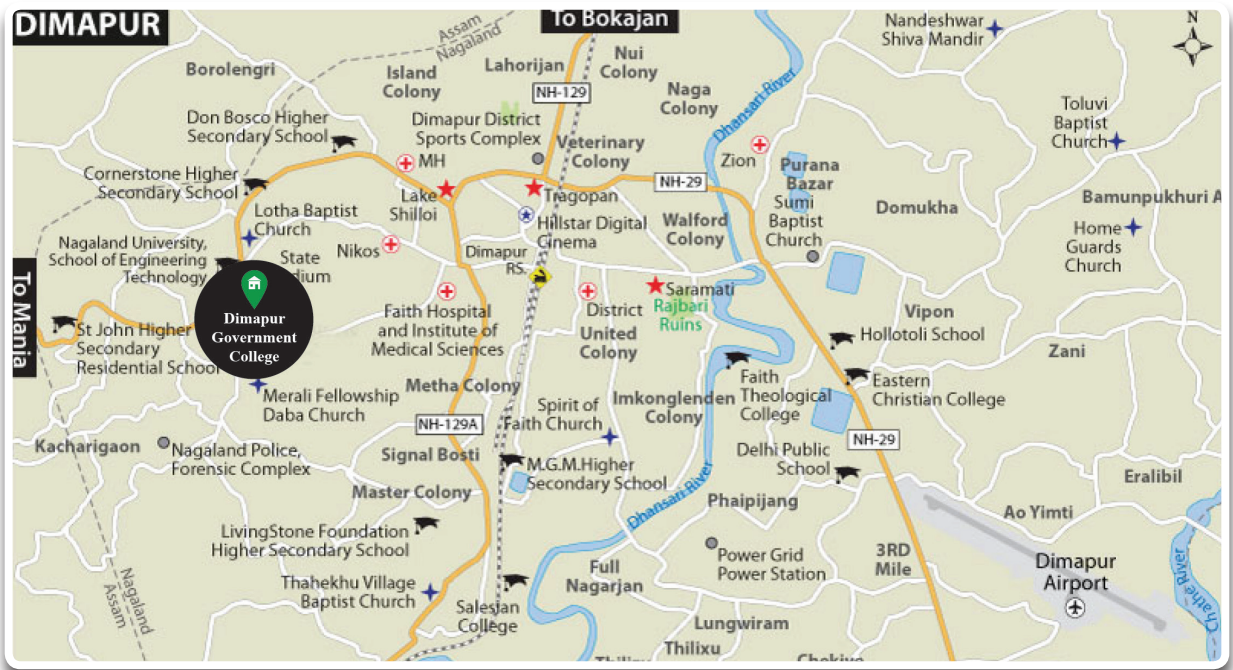 DIMAPUR
To Bokajan
N
Nandeshwar
Shiva Mandir
Assam
Nagaland
Nui
Colony
Lahorijan
Borolengri
Island
Colony
NH-129
Naga
Colony
Dhansari River
Toluvi
Baptist
Church
Don Bosco Higher
Secondary School
Dimapur District
Sports Complex
Veterinary
Colony
Zion
Purana
Bazar
MH
Cornerstone Higher
Secondary School
Lake
Shilloi
Tragopan
NH-29
Sumi
Baptist
Church
Domukha
Bamunpukhuri A
Lotha Baptist
Church
Hillstar Digital
Cinema
Walford
Colony
Home
Guards
Church
Nagaland University,
School of Engineering
Technology
State
dium
Nikos
Dimapur
RS.
To Mania
Dimapur
Government
College
Saramati
Rajbari
Ruins
District
United
Colony
Faith Hospital
and Institute of
Medical Sciences
Vipon
Hollotoli School
Zani
St John Higher
Secondary
Residential School
Metha Colony
Merali Fellowship
Daba Church
Spirit of
Faith Church
Imkonglenden
Colony
Faith
Theological
College
Eastern
Christian College
NH-129A
NH-29
Kacharigaon
Nagaland Police,
Forensic Complex
Signal Bosti
M.G.M.Higher
Secondary School
Delhi Public
School
Eralibil
Master Colony
Dhansari River
Phaipijang
Ao Yimti
LivingStone Foundation
Higher Secondary School
Power Grid
Power Station
3RD
Mile
Dimapur
Airport
Chathe River
Nagaland
Assam
Thahekhu Village
Baptist Church
Salesian
College
Full
Nagarjan
Lungwiram
Thilixu